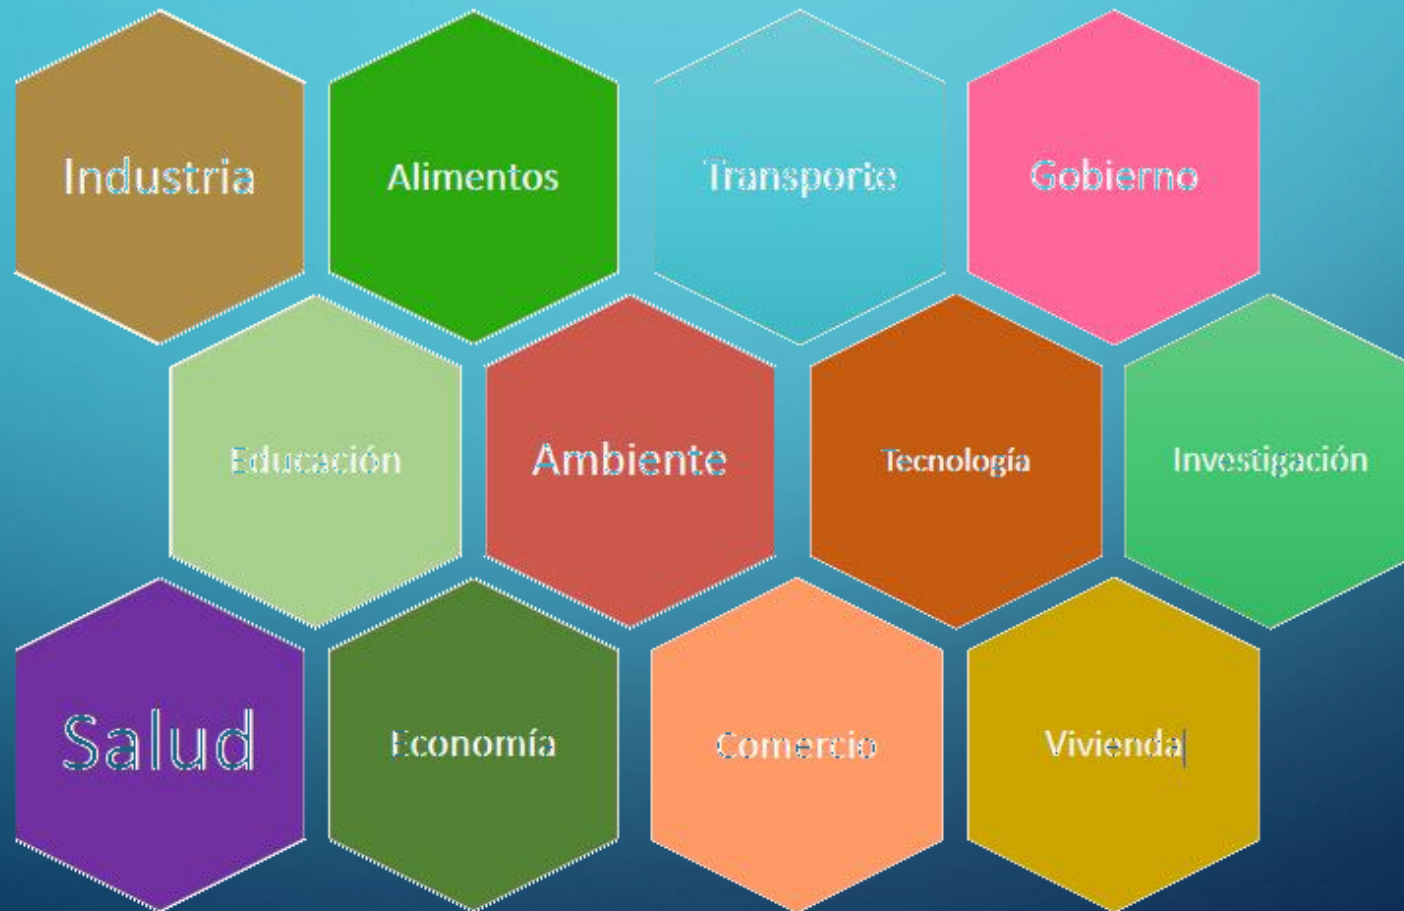 Industria
Alimentos
Transporte
Gobierno
Educación
Ambiente
Tecnología
Investigación
Salud
Economía
Comercio
Vivienda